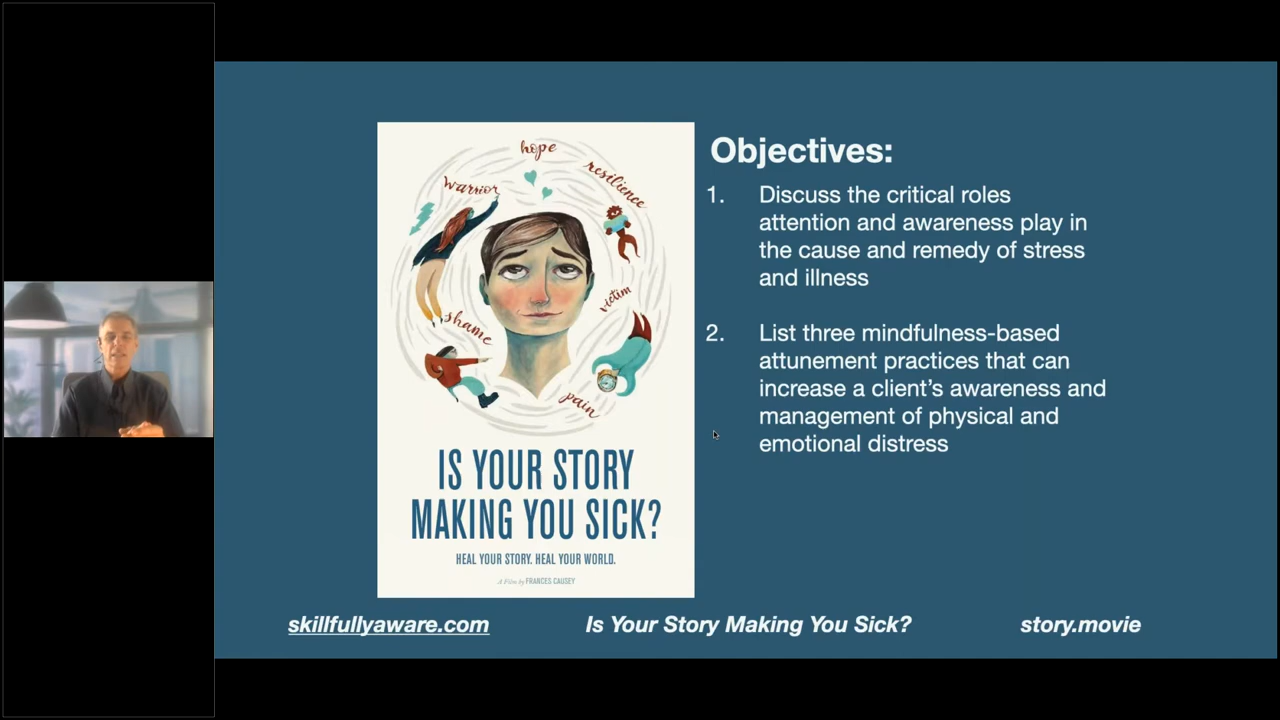 hope
resilience
warrior
victim
shame
pain
IS YOUR STORY
MAKING YOU SICK?
HEAL YOUR STORY. HEAL YOUR WORLD.
A Film by FRANCES CAUSEY
Objectives:
1. Discuss the critical roles
attention and awareness play in
the cause and remedy of stress
and illness
2. List three mindfulness-based
attunement practices that can
increase a client’s awareness and
management of physical and
emotional distress
skillfullyaware.com
Is Your Story Making You Sick?
story.movie